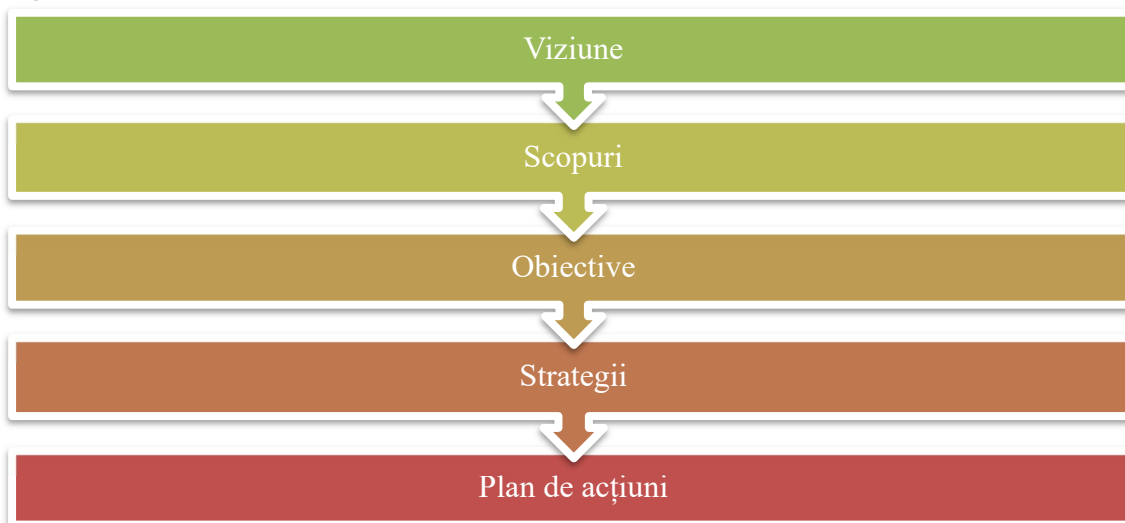 Viziune
Scopuri
Obiective
Strategii
Plan de acțiuni